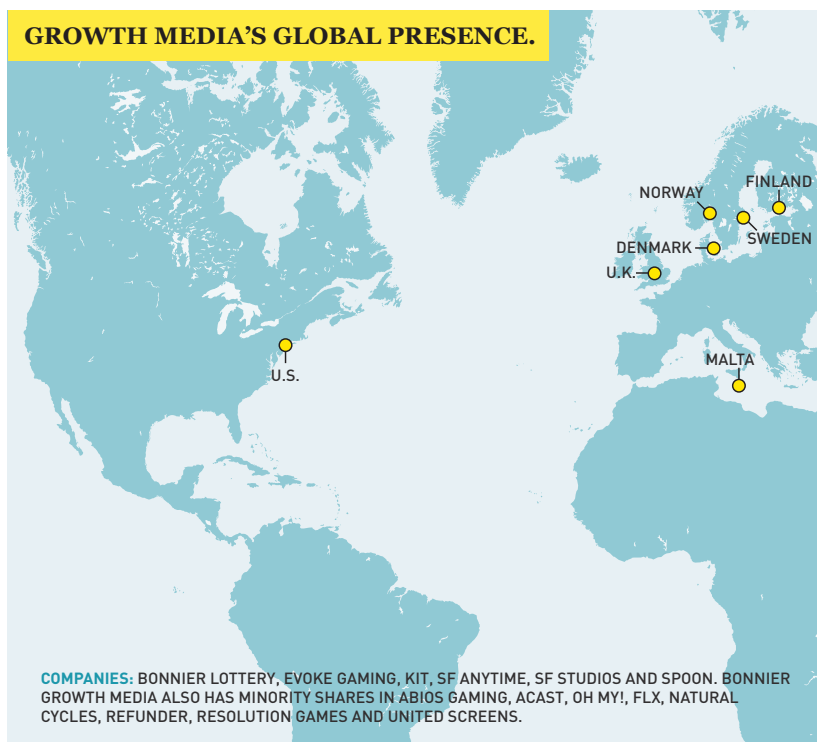 GROWTH MEDIA’S GLOBAL PRESENCE.
FINLAND
NORWAY
SWEDEN
DENMARK
U.K.
MALTA
U.S.
COMPANIES: BONNIER LOTTERY, EVOKE GAMING, KIT, SF ANYTIME, SF STUDIOS AND SPOON. BONNIER
GROWTH MEDIA ALSO HAS MINORITY SHARES IN ABIOS GAMING, ACAST, OH MY!, FLX, NATURAL
CYCLES, REFUNDER, RESOLUTION GAMES AND UNITED SCREENS.